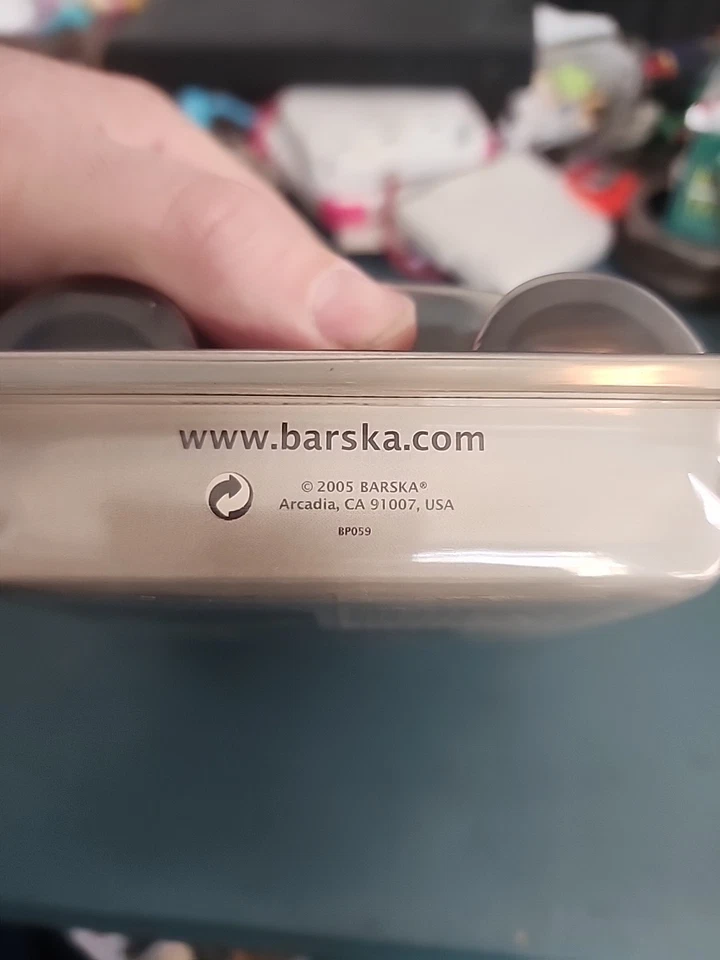 www.barska.com
© 2005 BARSKA®
Arcadia, CA 91007, USA
BP059